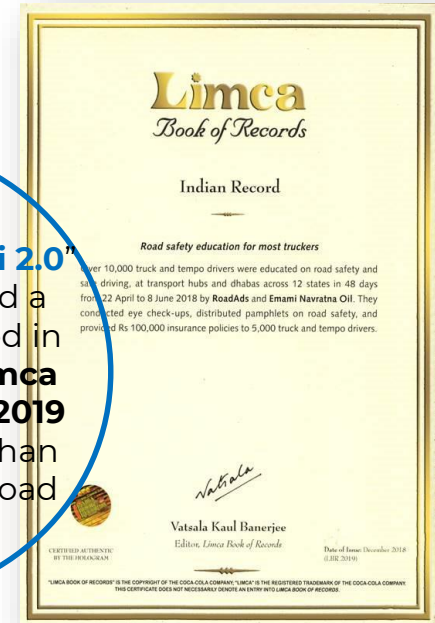 i 2.0"
d a
d in
mca
2019
han
oad
Limca
Book of Records
Indian Record
Road safety education for most truckers
Over 10,000 truck and tempo drivers were educated on road safety and
safe driving, at transport hubs and dhabas across 12 states in 48 days
from 22 April to 8 June 2018 by RoadAds and Emami Navratna Oil. They
conducted eye check-ups, distributed pamphlets on road safety, and
provided Rs 100,000 insurance policies to 5,000 truck and tempo drivers.
Vatsala
Vatsala Kaul Banerjee
Editor, Limca Book of Records
CERTIFIED AUTHENTIC
BY THE HOLOGRAM
Date of Issue: December 2018
(LBR 2019)
"LIMCA BOOK OF RECORDS" IS THE COPYRIGHT OF THE COCA-COLA COMPANY. "LIMCA" IS THE REGISTERED TRADEMARK OF THE COCA-COLA COMPANY.
THIS CERTIFICATE DOES NOT NECESSARILY DENOTE AN ENTRY INTO LIMCA BOOK OF RECORDS.